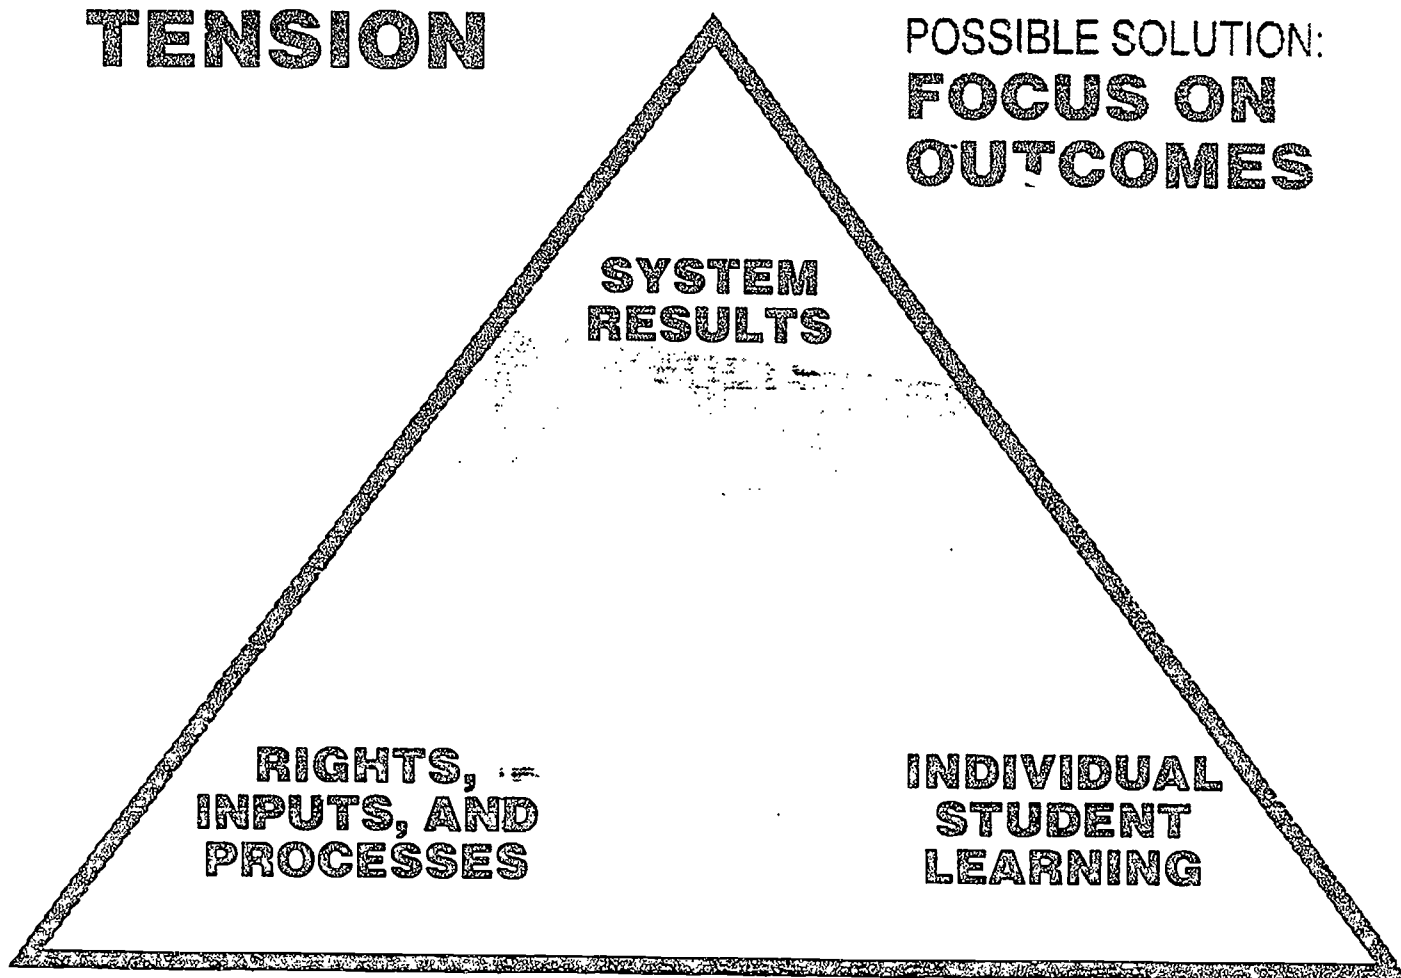 TENSION
POSSIBLE SOLUTION:
FOCUS ON
OUTCOMES
SYSTEM
RESULTS
RIGHTS,
INPUTS, AND
PROCESSES
INDIVIDUAL
STUDENT
LEARNING